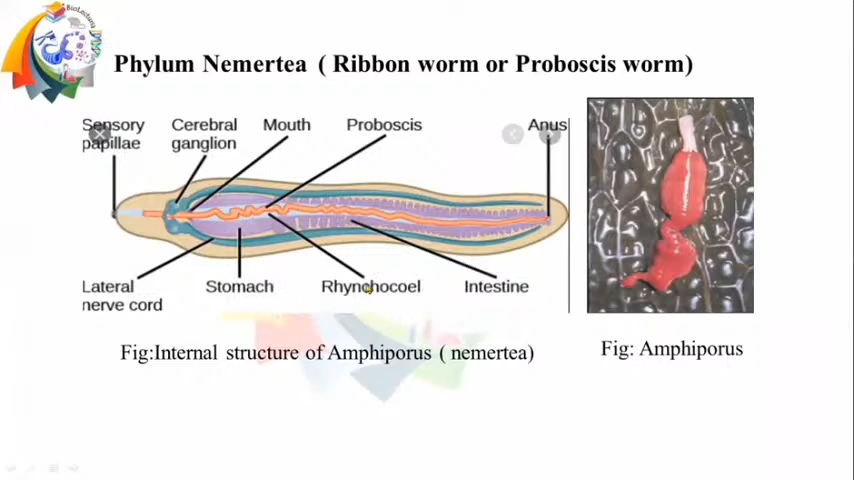 BioLectura
Phylum Nemertea ( Ribbon worm or Proboscis worm)
Sensory papillae
Cerebral ganglion
Mouth
Proboscis
Anus
Lateral nerve cord
Stomach
Rhynchocoel
Intestine
Fig:Internal structure of Amphiporus ( nemertea)
Fig: Amphiporus